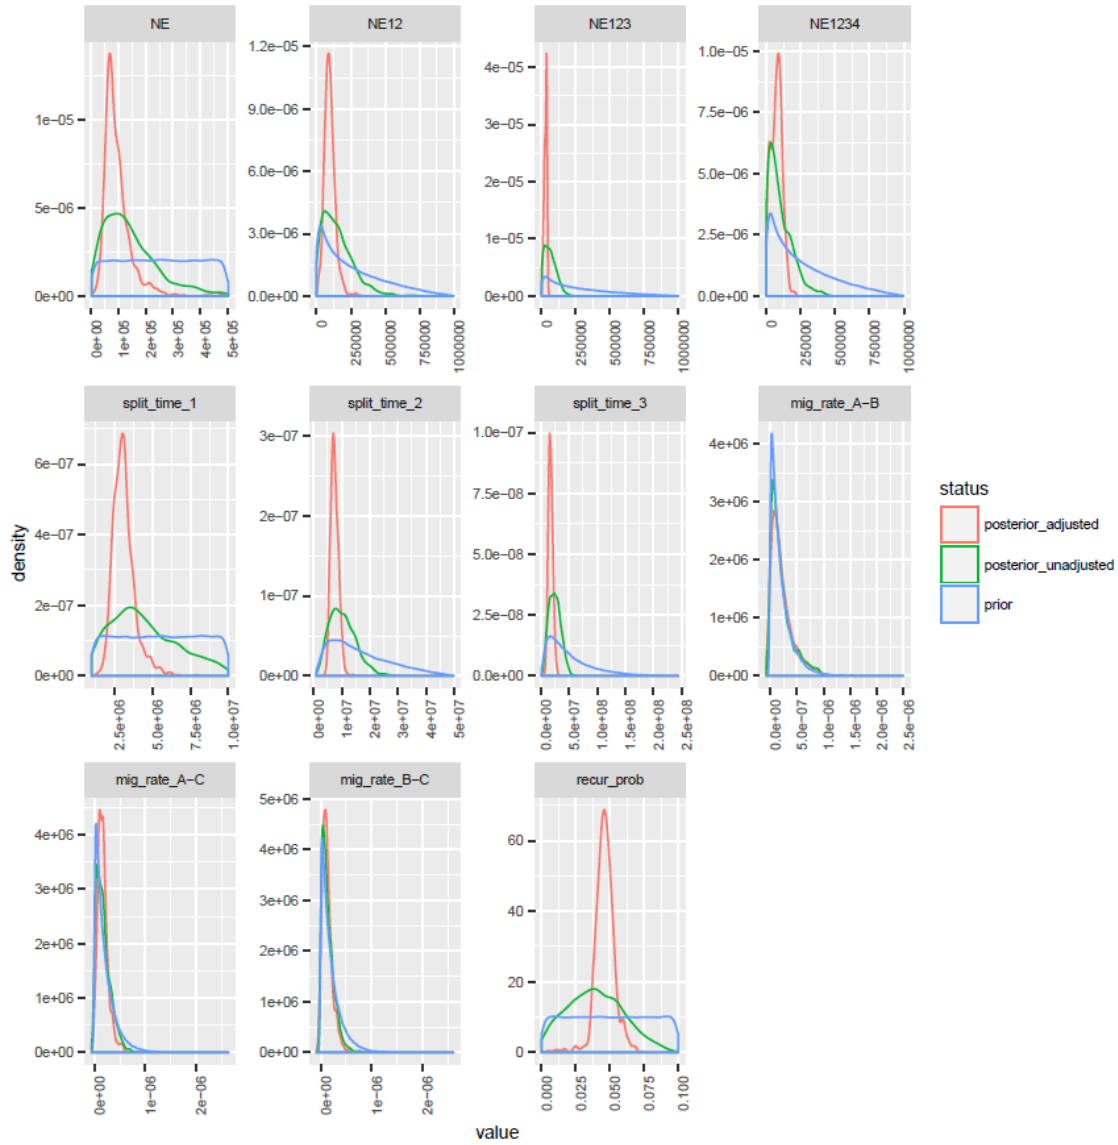 NE NE12 NE123 NE1234
1e−05
5e−06
0e+00
0e+00 1e+05 2e+05 3e+05 4e+05 5e+05
1.2e−05
9.0e−06
6.0e−06
3.0e−06
0.0e+00
0 250000 500000 750000 1000000
4e−05
3e−05
2e−05
1e−05
0e+00
0 250000 500000 750000 1000000
1.0e−05
7.5e−06
5.0e−06
2.5e−06
0.0e+00
0 250000 500000 750000 1000000
split_time_1 split_time_2 split_time_3 mig_rate_A−B
6e−07
4e−07
2e−07
0e+00
2.5e+06 5.0e+06 7.5e+06 1.0e+07
3e−07
2e−07
1e−07
0e+00
0e+00 1e+07 2e+07 3e+07 4e+07 5e+07
1.0e−07
7.5e−08
5.0e−08
2.5e−08
0.0e+00
0.0e+00 5.0e+07 1.0e+08 1.5e+08 2.0e+08 2.5e+08
4e+06
3e+06
2e+06
1e+06
0e+00
0.0e+00 5.0e−07 1.0e−06 1.5e−06 2.0e−06 2.5e−06
mig_rate_A−C mig_rate_B−C recur_prob
4e+06
3e+06
2e+06
1e+06
0e+00
0e+00 1e−06 2e−06
5e+06
4e+06
3e+06
2e+06
1e+06
0e+00
0e+00 1e−06 2e−06
60
40
20
0
0.000 0.025 0.050 0.075 0.100
density
value
status
posterior_adjusted
posterior_unadjusted
prior